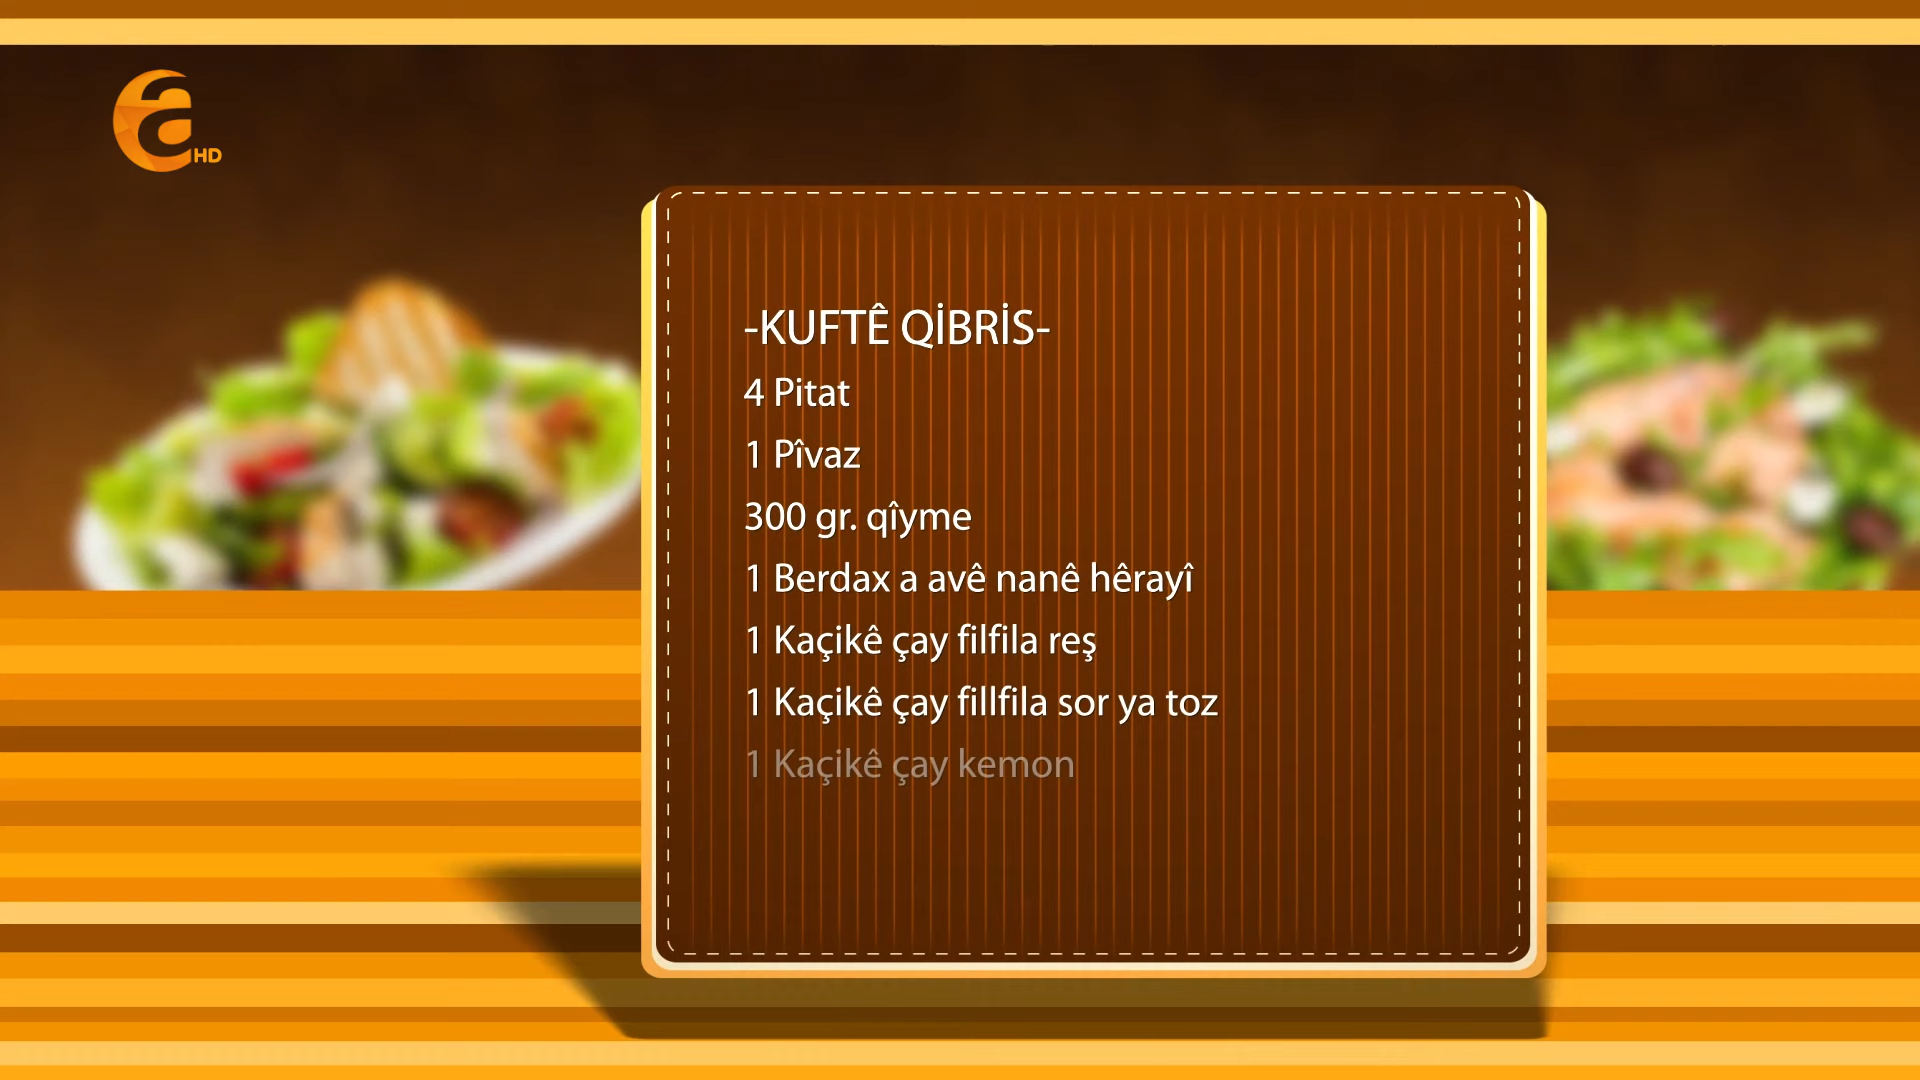 a HD
-KUFTÊ QİBRİS-
4 Pitat
1 Pîvaz
300 gr. qîyme
1 Berdax a avê nanê hêrayî
1 Kaçikê çay filfila reş
1 Kaçikê çay fillfila sor ya toz
1 Kaçikê çay kemon